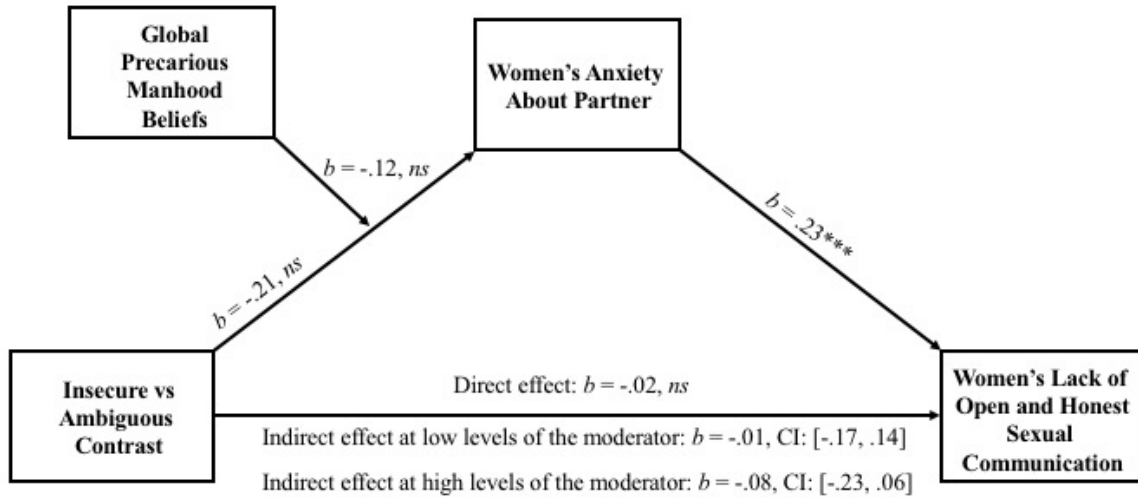 Global
Precarious
Manhood
Beliefs
Women's Anxiety
About Partner
b = -.12, ns
b = -.21, ns
b = .23***
Insecure vs
Ambiguous
Contrast
Direct effect: b = -.02, ns
Indirect effect at low levels of the moderator: b = -.01, CI: [-.17, .14]
Indirect effect at high levels of the moderator: b = -.08, CI: [-.23, .06]
Women's Lack of
Open and Honest
Sexual
Communication